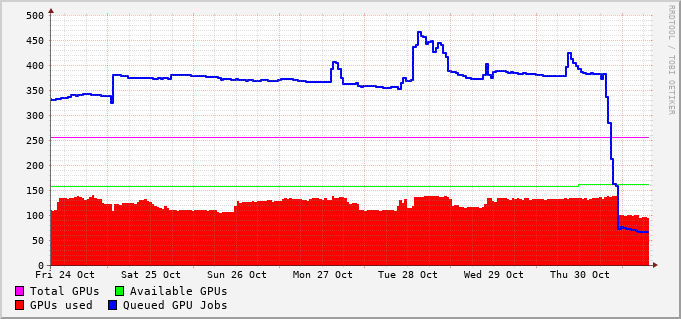 500
450
400
350
300
250
200
150
100
50
0
Fri 24 Oct Sat 25 Oct Sun 26 Oct Mon 27 Oct Tue 28 Oct Wed 29 Oct Thu 30 Oct
Total GPUs Available GPUs
GPUs used Queued GPU Jobs
RRDTOOL / TOBI OETIKER